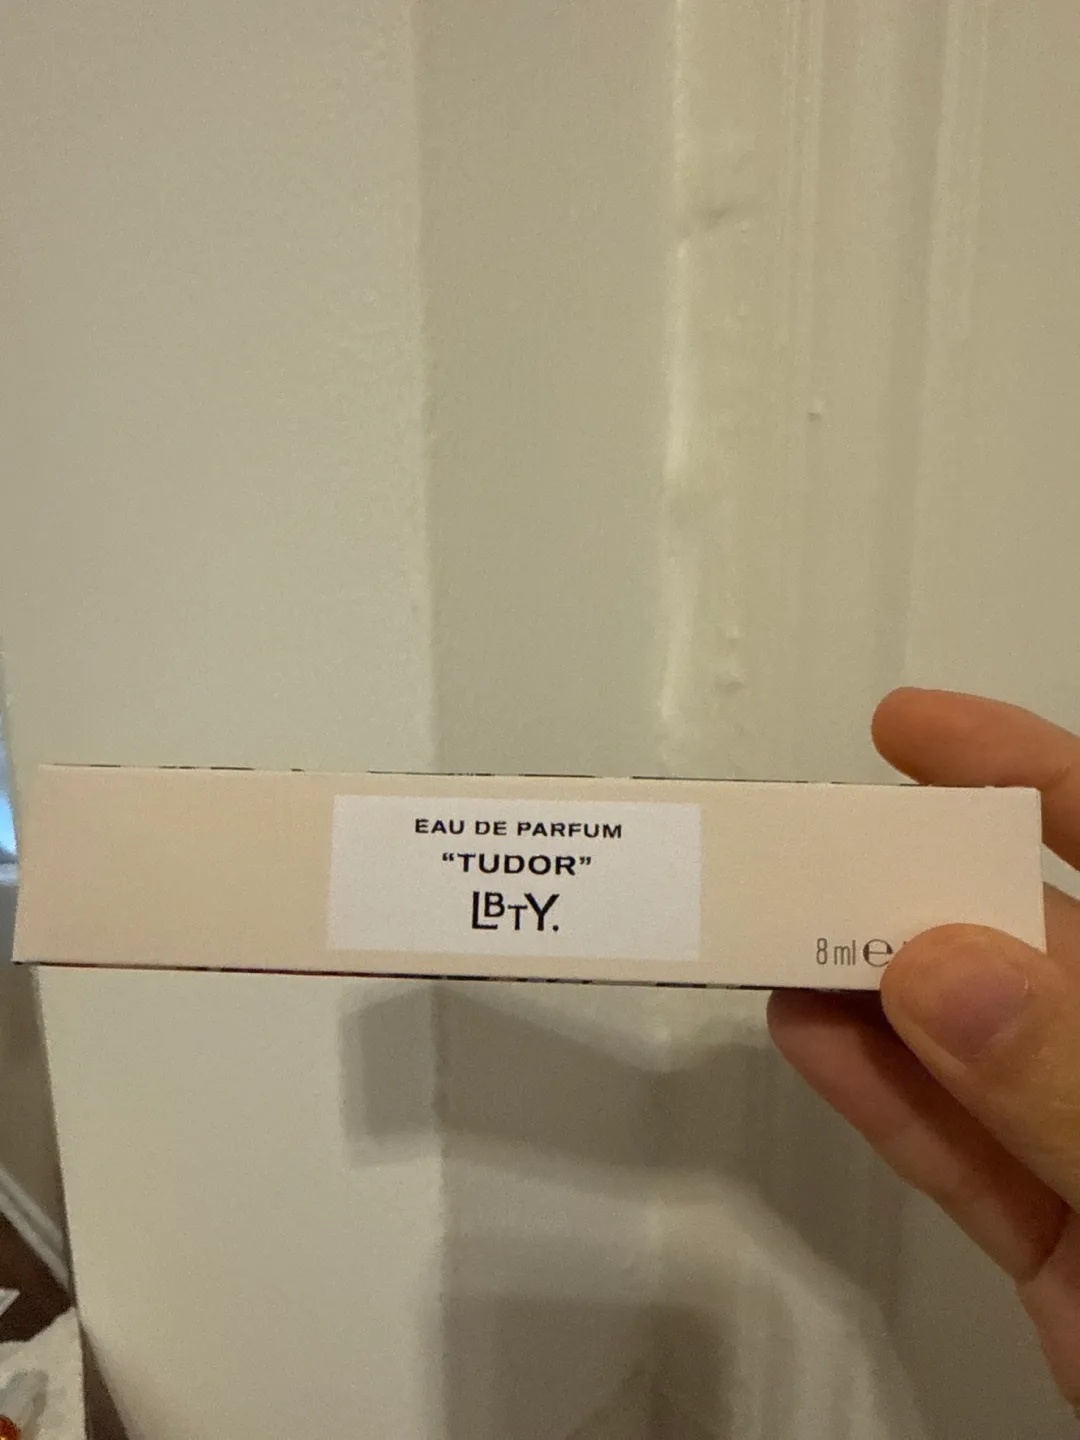 EAU DE PARFUM
“TUDOR”
LBTY.
8 ml ℮